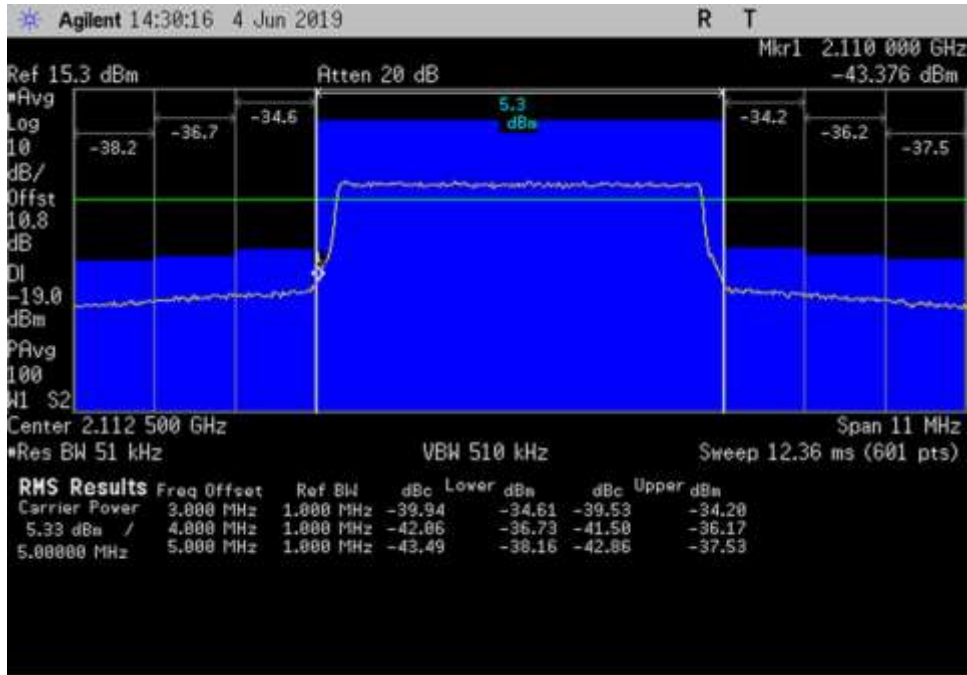 Agilent 14:30:16 4 Jun 2019 R T
Mkr1 2.110 000 GHz
Ref 15.3 dBm Atten 20 dB -43.376 dBm
*Avg
Log
10
dB/
Offst
10.8
dB
DI
-19.0
dBm
PAvg
100
W1 S2
-38.2 -36.7 -34.6 5.3 dBm -34.2 -36.2 -37.5
Center 2.112 500 GHz Span 11 MHz
*Res BW 51 kHz VBW 510 kHz Sweep 12.36 ms (601 pts)
RMS Results Freq Offset Ref BW dBc Lower dBm dBc Upper dBm
Carrier Power 3.000 MHz 1.000 MHz -39.94 -34.61 -39.53 -34.20
5.33 dBm / 4.000 MHz 1.000 MHz -42.06 -36.73 -41.50 -36.17
5.00000 MHz 5.000 MHz 1.000 MHz -43.49 -38.16 -42.86 -37.53